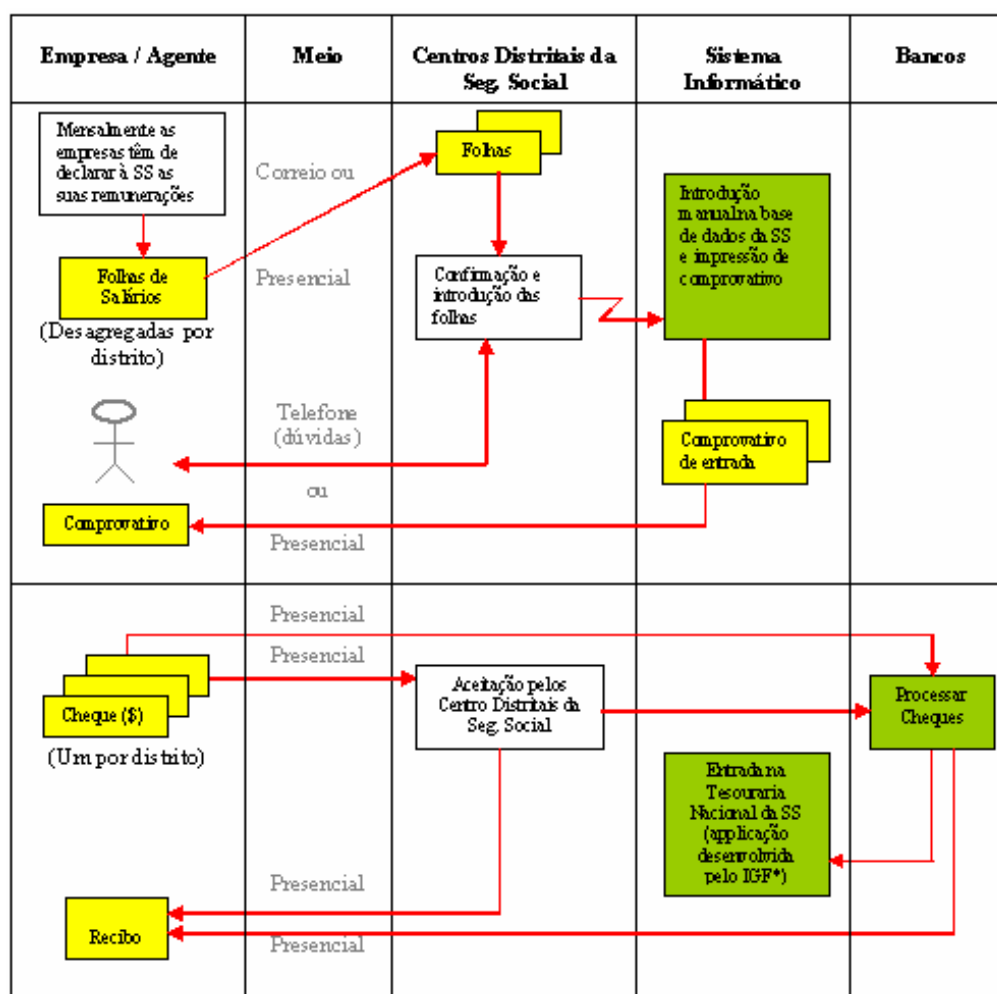 Empresa / Agente
Meio
Centros Distritais da
Seg. Social
Sistema
Informático
Bancos
Mensalmente as
empresas têm de
declarar à SS as
suas remunerações
Folhas de
Salários
(Desagregadas por
distrito)
Correio ou
Presencial
Folhas
Confirmação e
introdução das
folhas
Introdução
manualna base
de dados da SS
e impressão de
comprovativo
Telefone
(dúvidas)
ou
Presencial
Comprovativo
de entrada
Comprovativo
Presencial
Presencial
Cheque ($)
(Um por distrito)
Aceitação pelos
Centro Distritais da
Seg. Social
Processar
Cheques
Entrada na
Tesouraria
Nacional da SS
(applicação
desenvolvida
pelo IGF*)
Presencial
Recibo
Presencial